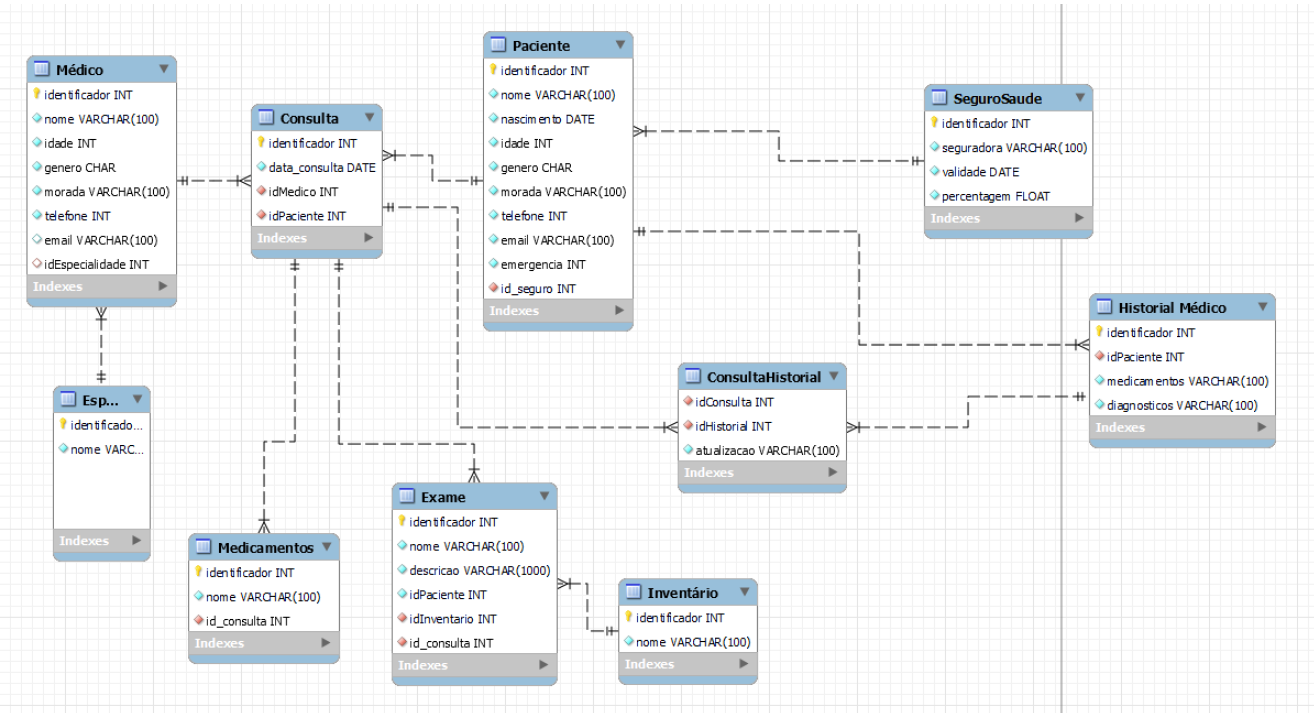 Médico
identificador INT
nome VARCHAR(100)
idade INT
genero CHAR
morada VARCHAR(100)
telefone INT
email VARCHAR(100)
idEspecialidade INT
Indexes
Consulta
identificador INT
data_consulta DATE
idMedico INT
idPaciente INT
Indexes
Paciente
identificador INT
nome VARCHAR(100)
nascimento DATE
idade INT
genero CHAR
morada VARCHAR(100)
telefone INT
email VARCHAR(100)
emergencia INT
id_seguro INT
Indexes
SeguroSaude
identificador INT
seguradora VARCHAR(100)
validade DATE
percentagem FLOAT
Indexes
Historial Médico
identificador INT
idPaciente INT
medicamentos VARCHAR(100)
diagnosticos VARCHAR(100)
Indexes
ConsultaHistorial
idConsulta INT
idHistorial INT
atualizacao VARCHAR(100)
Indexes
Esp...
identificado...
nome VARC...
Indexes
Medicamentos
identificador INT
nome VARCHAR(100)
id_consulta INT
Indexes
Exame
identificador INT
nome VARCHAR(100)
descricao VARCHAR(1000)
idPaciente INT
idInventario INT
id_consulta INT
Indexes
Inventário
identificador INT
nome VARCHAR(100)
Indexes